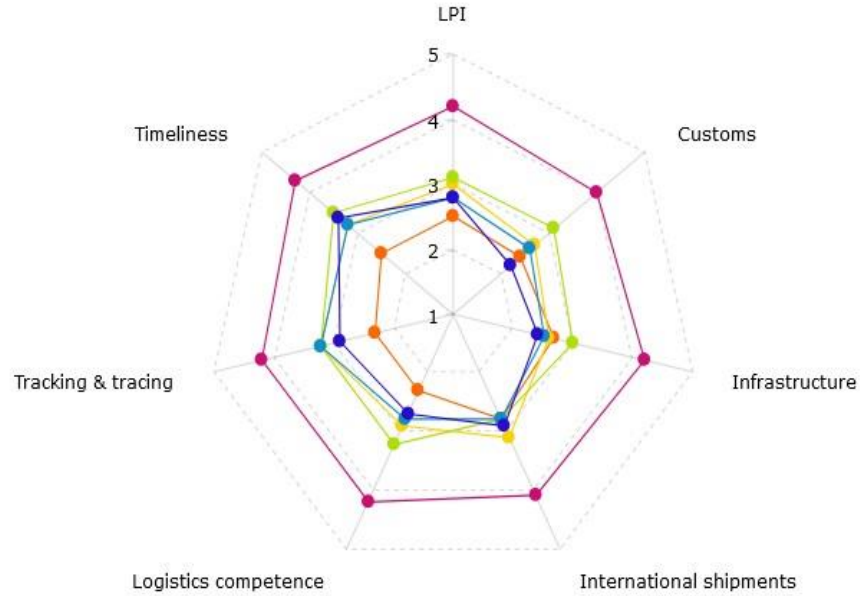 LPI
5
Timeliness
Customs
4
3
2
1
Tracking & tracing
Infrastructure
Logistics competence
International shipments